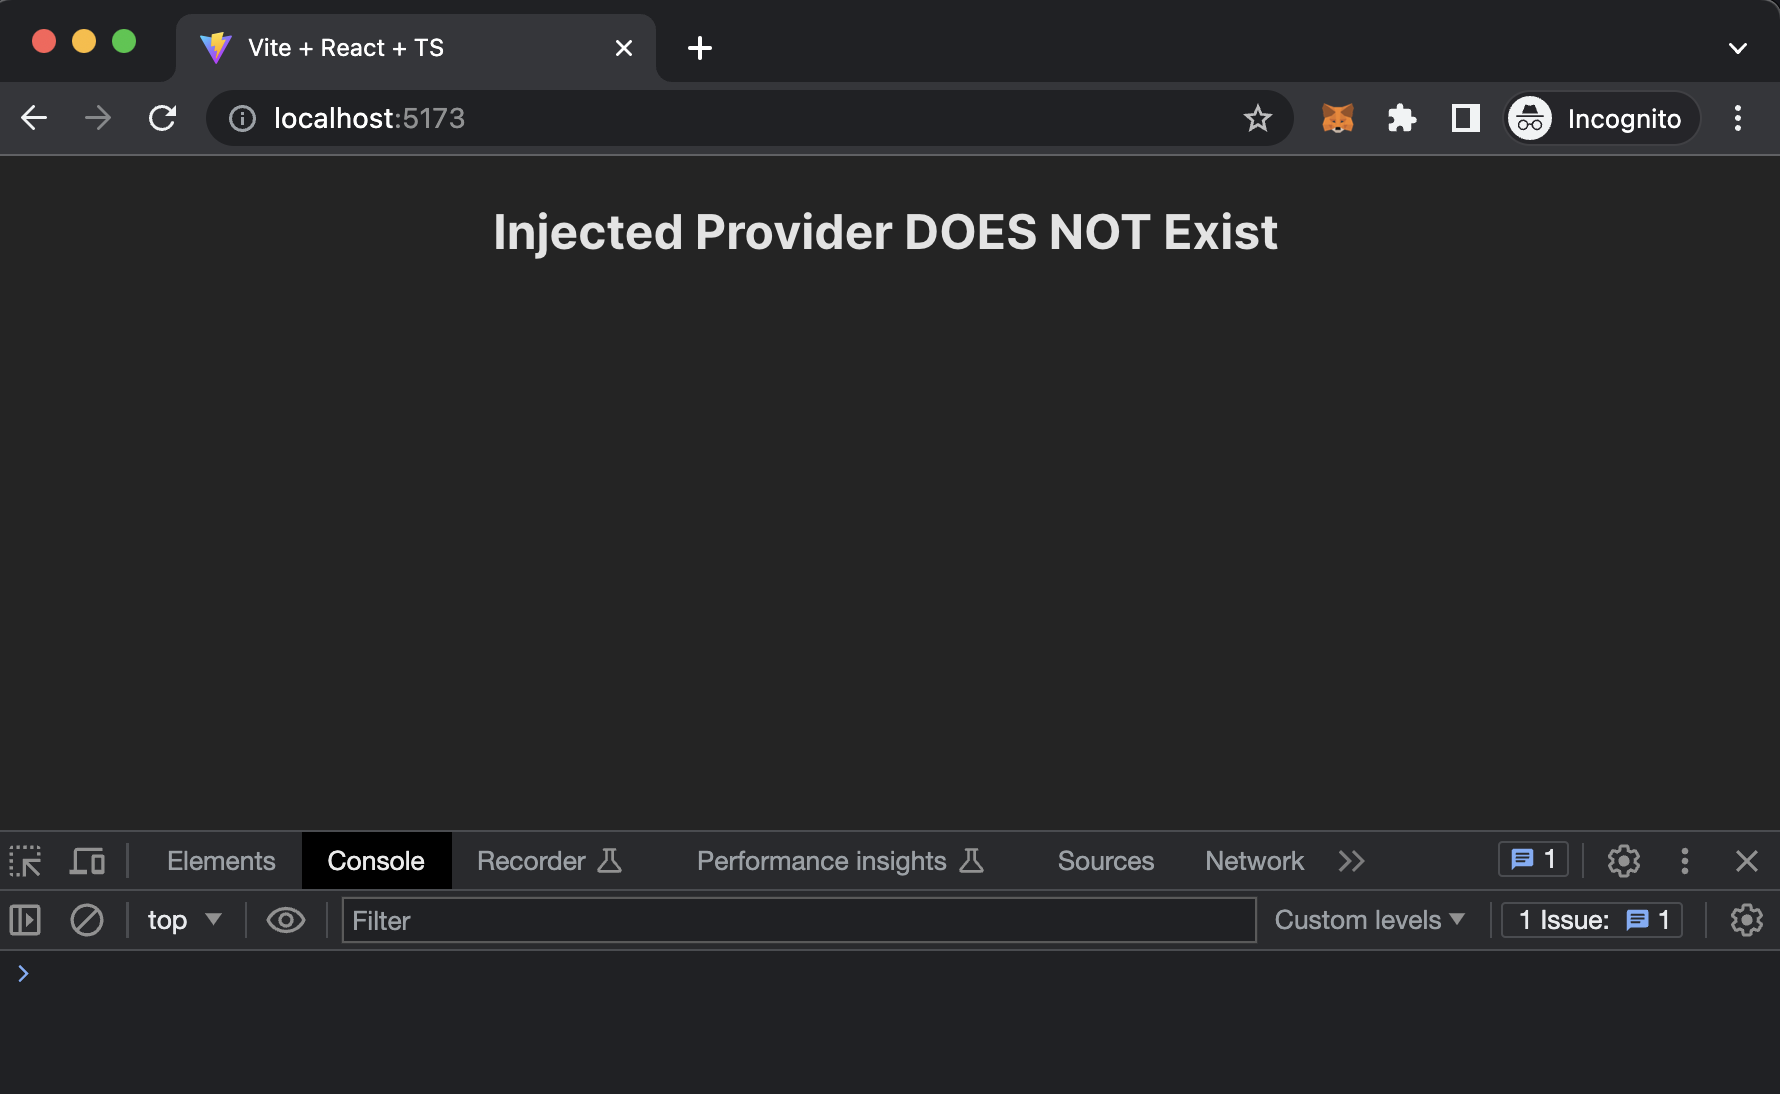 Vite + React + TS
localhost:5173
Incognito
Injected Provider DOES NOT Exist
Elements Console Recorder Performance insights Sources Network 1
top Filter Custom levels 1 Issue: 1